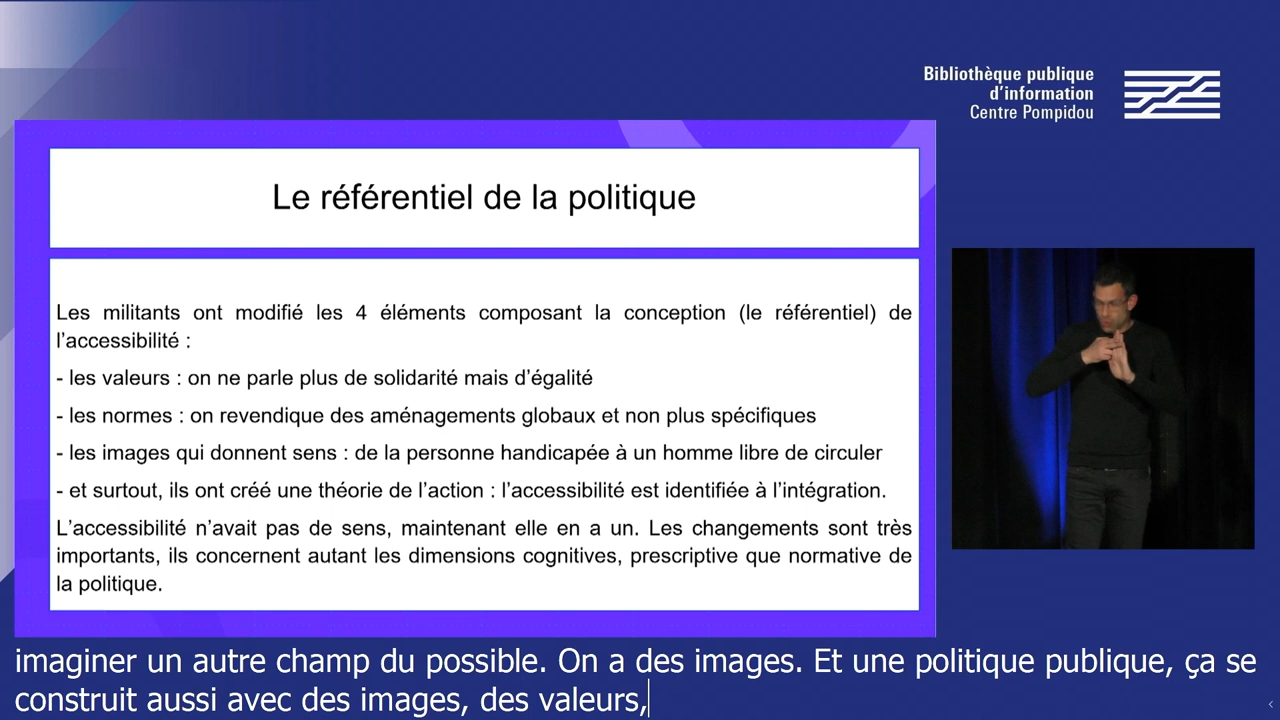 Bibliothèque publique
d'information
Centre Pompidou
Le référentiel de la politique
Les militants ont modifié les 4 éléments composant la conception (le référentiel) de
l'accessibilité :
- les valeurs : on ne parle plus de solidarité mais d'égalité
- les normes : on revendique des aménagements globaux et non plus spécifiques
- les images qui donnent sens : de la personne handicapée à un homme libre de circuler
- et surtout, ils ont créé une théorie de l'action : l'accessibilité est identifiée à l'intégration.
L'accessibilité n'avait pas de sens, maintenant elle en a un. Les changements sont très
importants, ils concernent autant les dimensions cognitives, prescriptive que normative de
la politique.
imaginer un autre champ du possible. On a des images. Et une politique publique, ça se
construit aussi avec des images, des valeurs,